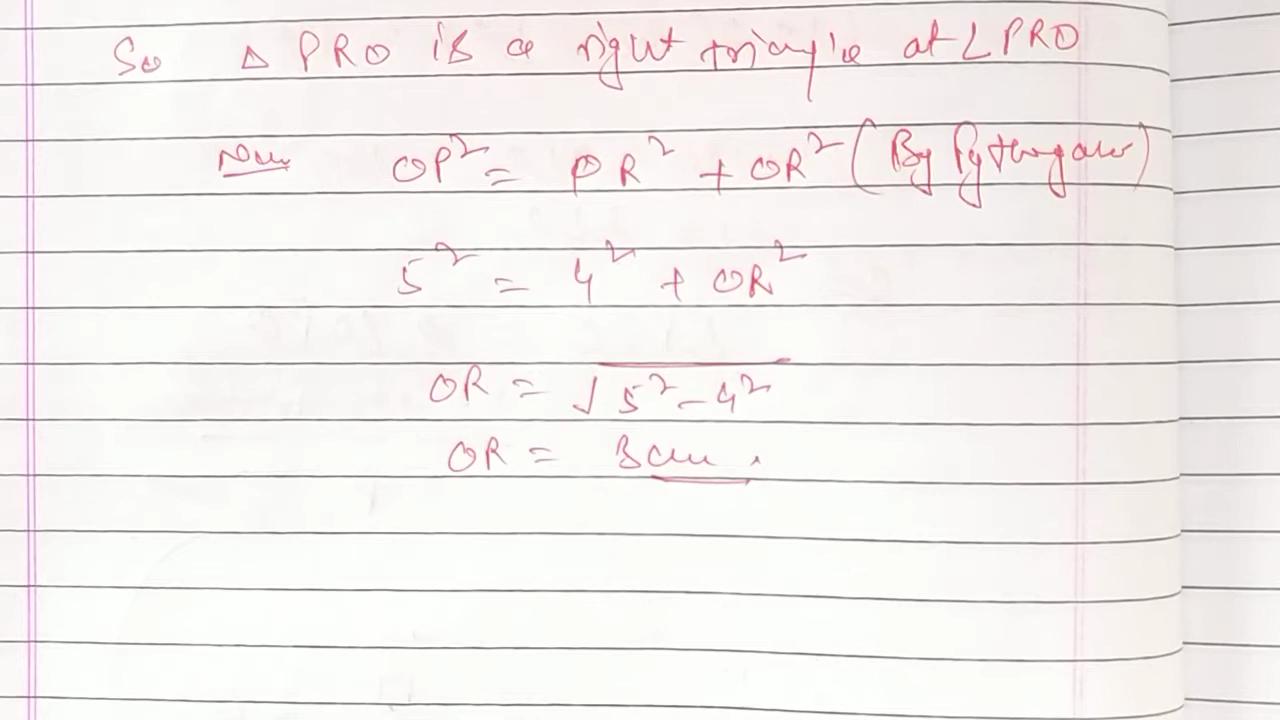 So Δ PRO is a right triangle at ∠ PRO
Now OP² = PR² + OR² (By Pythagoras)
5² = 4² + OR²
OR = √5²-4²
OR = 3cm.